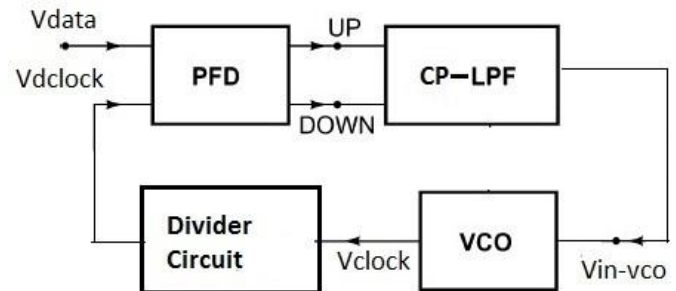 Vdata
UP
Vdclock
PFD
CP–LPF
DOWN
Divider
Circuit
Vclock
VCO
Vin-vco